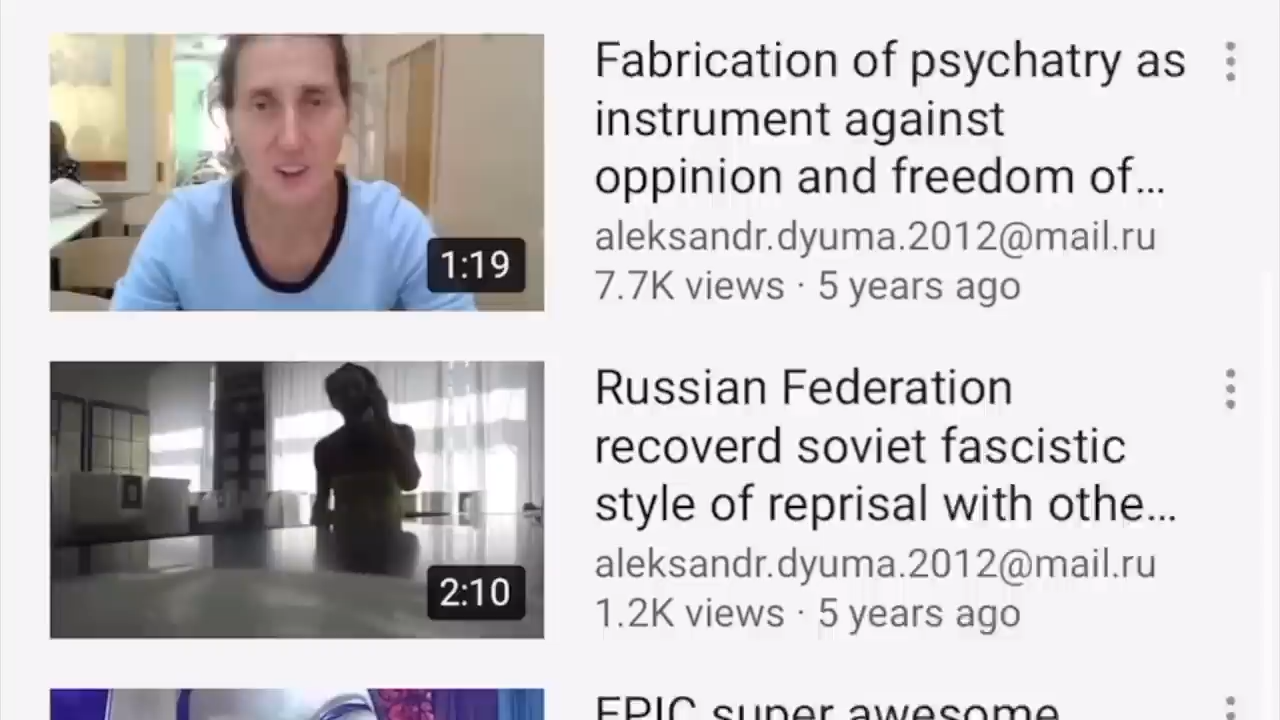 Fabrication of psychatry as
instrument against
oppinion and freedom of...
aleksandr.dyuma.2012@mail.ru
7.7K views · 5 years ago
1:19
Russian Federation
recoverd soviet fascistic
style of reprisal with othe...
aleksandr.dyuma.2012@mail.ru
1.2K views · 5 years ago
2:10
EPIC super awesome